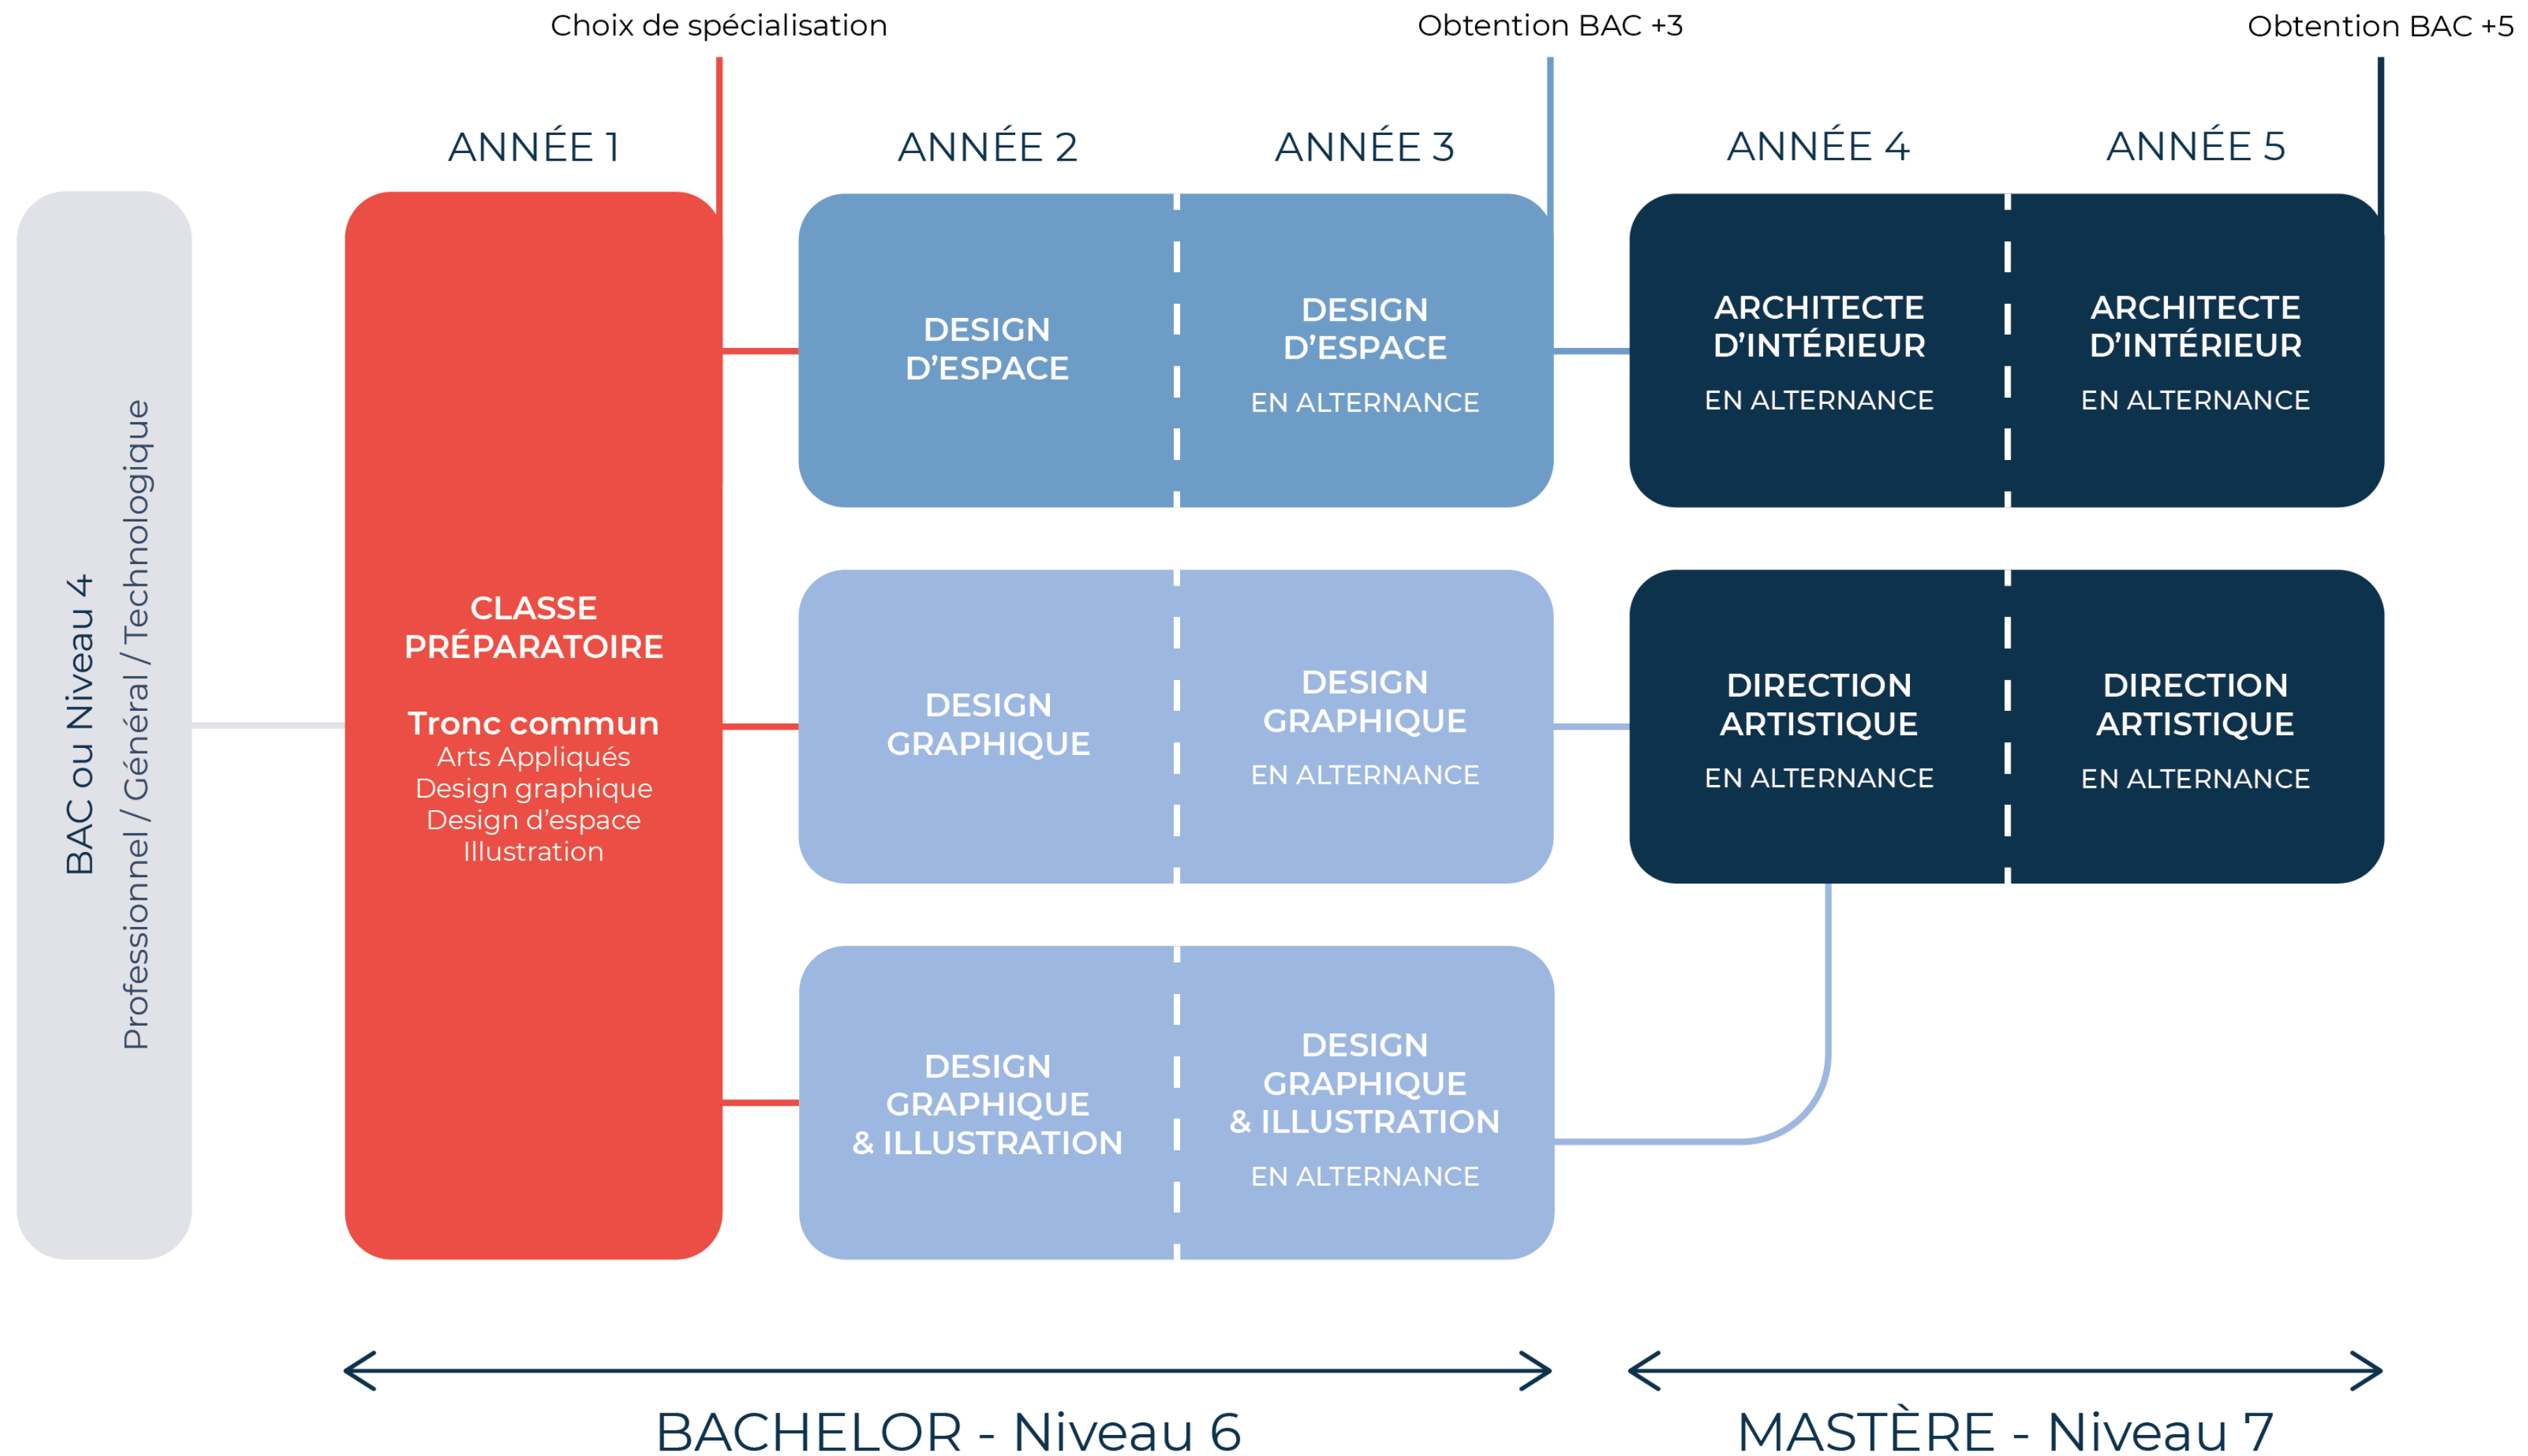 Choix de spécialisation
Obtention BAC +3
Obtention BAC +5
ANNÉE 1
ANNÉE 2
ANNÉE 3
ANNÉE 4
ANNÉE 5
BAC ou Niveau 4
Professionnel / Général / Technologique
CLASSE
PRÉPARATOIRE
Tronc commun
Arts Appliqués
Design graphique
Design d’espace
Illustration
DESIGN
D’ESPACE
DESIGN
D’ESPACE
EN ALTERNANCE
ARCHITECTE
D’INTÉRIEUR
EN ALTERNANCE
ARCHITECTE
D’INTÉRIEUR
EN ALTERNANCE
DESIGN
GRAPHIQUE
DESIGN
GRAPHIQUE
EN ALTERNANCE
DIRECTION
ARTISTIQUE
EN ALTERNANCE
DIRECTION
ARTISTIQUE
EN ALTERNANCE
DESIGN
GRAPHIQUE
& ILLUSTRATION
DESIGN
GRAPHIQUE
& ILLUSTRATION
EN ALTERNANCE
BACHELOR - Niveau 6
MASTÈRE - Niveau 7